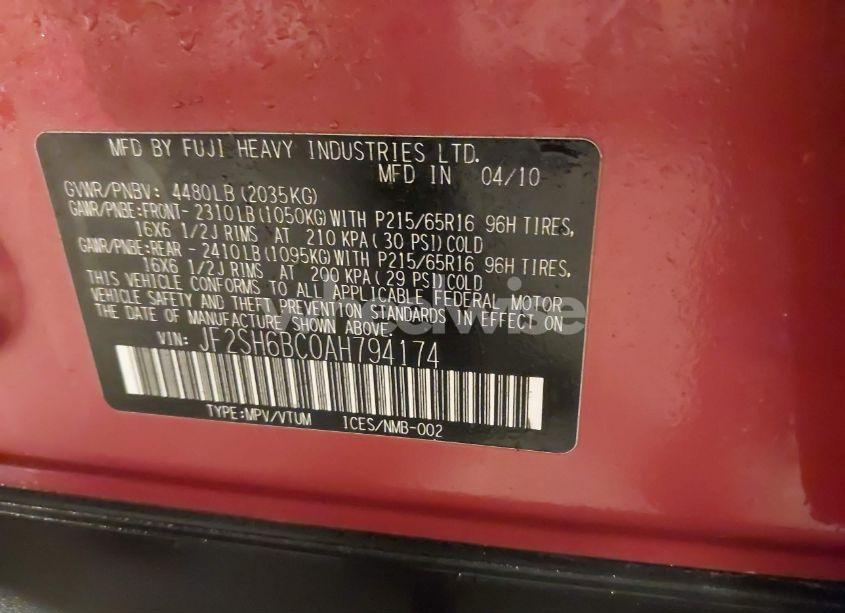 MFD BY FUJI HEAVY INDUSTRIES LTD.
MFD IN 04/10
GVWR/PNBV: 4480LB (2035KG)
GAWR/PNBE:FRONT- 2310LB(1050KG)WITH P215/65R16 96H TIRES,
16X6 1/2J RIMS AT 210 KPA( 30 PSI)COLD
GAWR/PNBE:REAR - 2410LB(1095KG)WITH P215/65R16 96H TIRES,
16X6 1/2J RIMS AT 200 KPA( 29 PSI)COLD
THIS VEHICLE CONFORMS TO ALL APPLICABLE FEDERAL MOTOR
VEHICLE SAFETY AND THEFT PREVENTION STANDARDS IN EFFECT ON
THE DATE OF MANUFACTURE SHOWN ABOVE.
VIN: JF2SH6BC0AH794174
TYPE:MPV/VTUM ICES/NMB-002